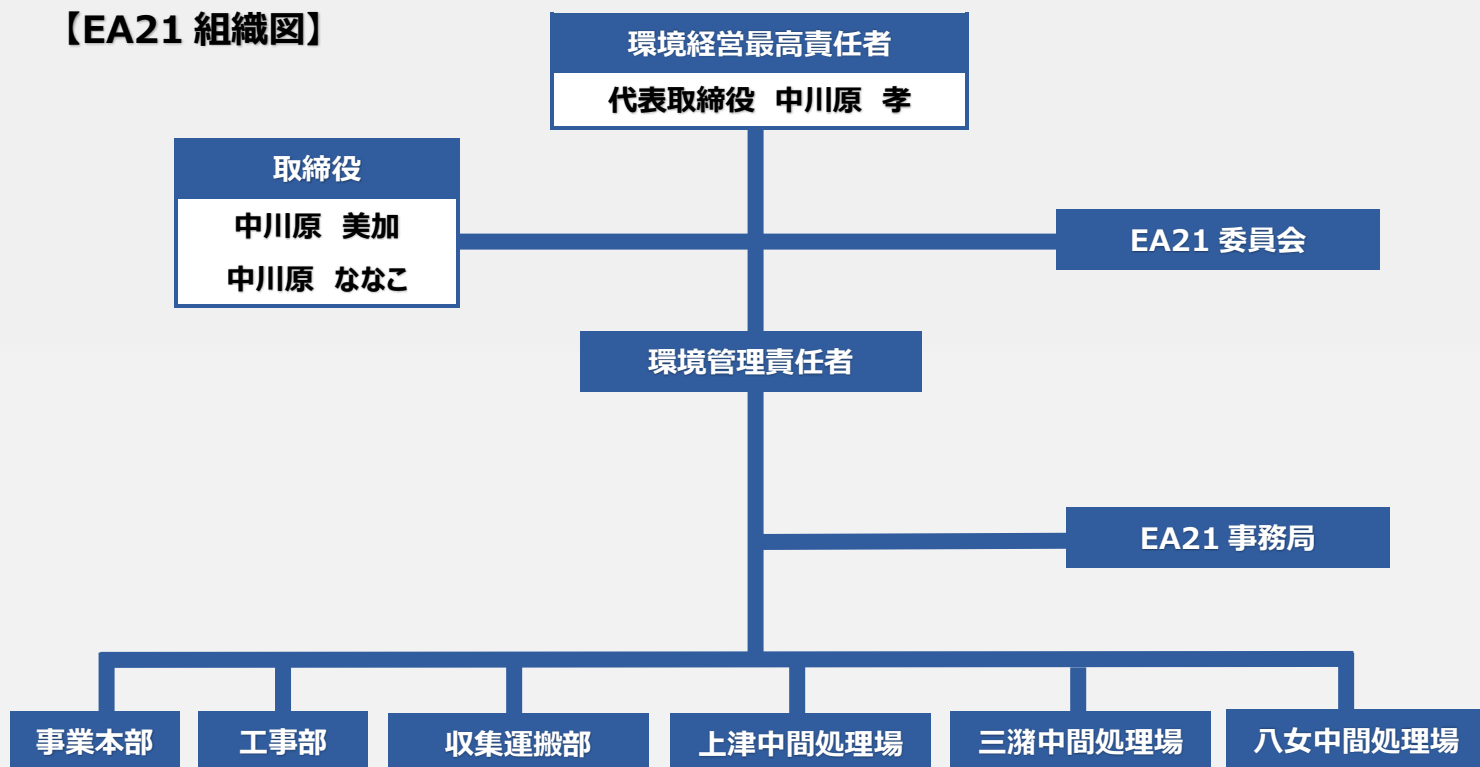 【EA21 組織図】
環境経営最高責任者
代表取締役 中川原 孝
取締役
中川原 美加
中川原 ななこ
EA21 委員会
環境管理責任者
EA21 事務局
事業本部
工事部
収集運搬部
上津中間処理場
三潴中間処理場
八女中間処理場